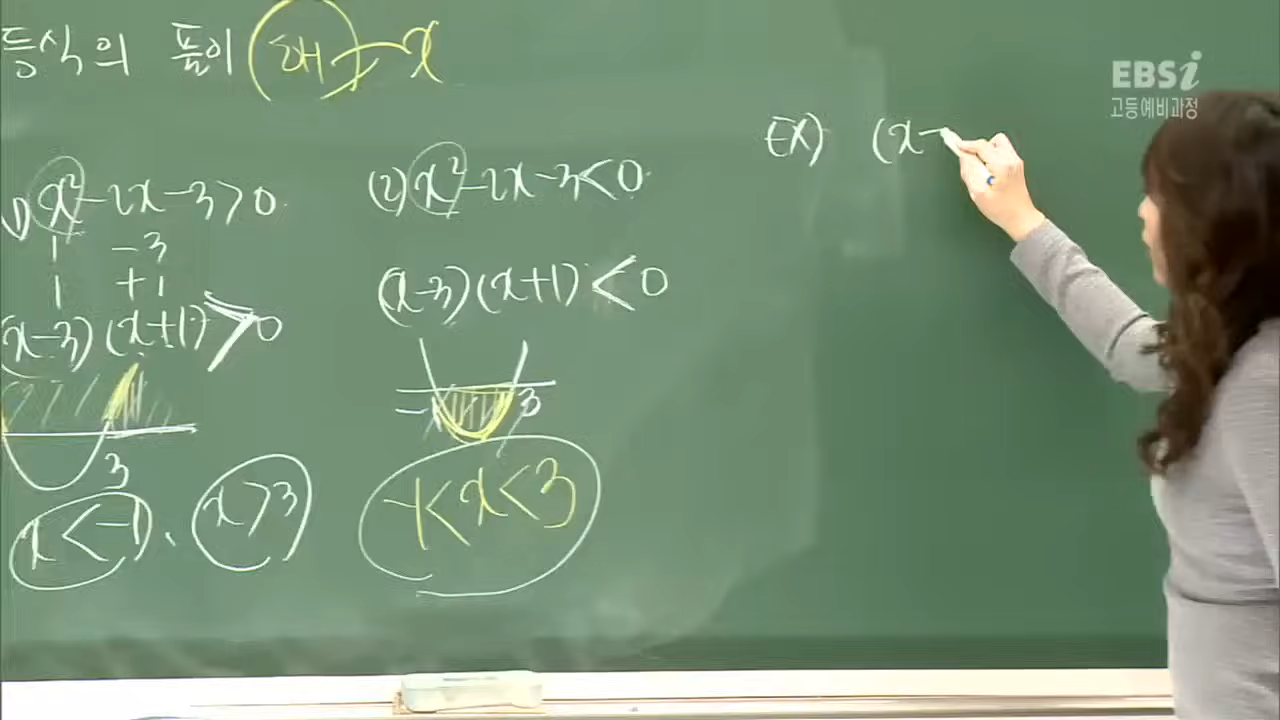 등식의 풀이 해 x
(1) x²-2x-3>0
1 -3
1 +1
(x-3)(x+1)>0
3
x<-1, x>3
(2) x²-2x-3<0
(x-3)(x+1)<0
-1 3
-1<x<3
EX) (x-
EBSi
고등예비과정